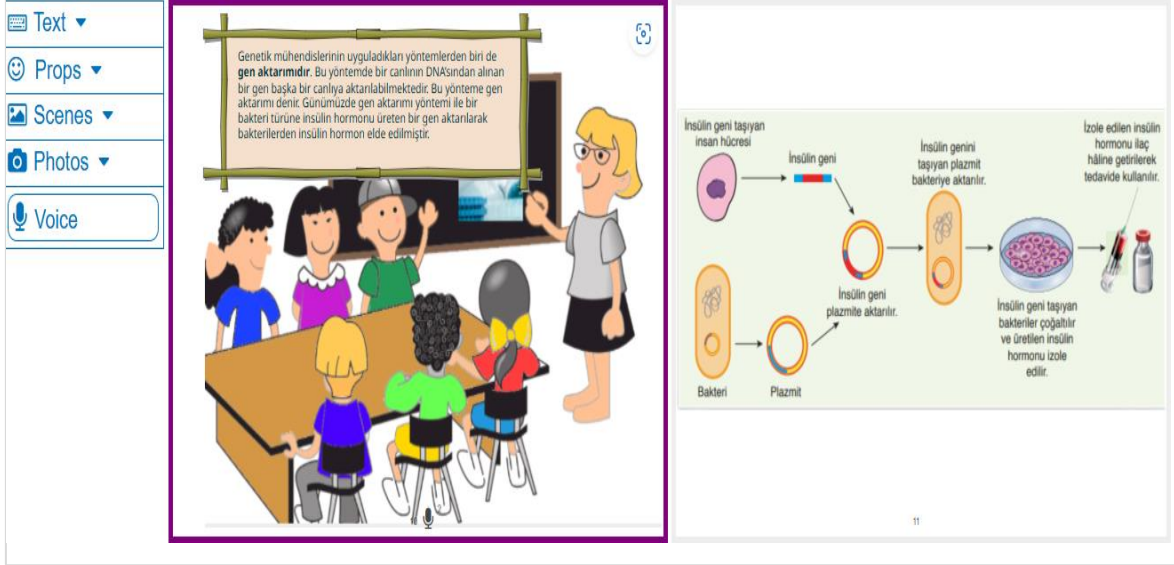 Text
Props
Scenes
Photos
Voice
Genetik mühendislerinin uyguladıkları yöntemlerden biri de
gen aktarımıdır. Bu yöntemde bir canlının DNA'sından alınan
bir gen başka bir canlıya aktarılabilmektedir. Bu yönteme gen
aktarımı denir. Günümüzde gen aktarımı yöntemi ile bir
bakteri türüne insülin hormonu üreten bir gen aktarılarak
bakterilerden insülin hormon elde edilmiştir.
İnsülin geni taşıyan
insan hücresi
İnsülin geni
İnsülin genini
taşıyan plazmit
bakteriye aktarılır.
İzole edilen insülin
hormonu ilaç
hâline getirilerek
tedavide kullanılır.
İnsülin geni
plazmite aktarılır.
İnsülin geni taşıyan
bakteriler çoğaltılır
ve üretilen insülin
hormonu izole
edilir.
Bakteri
Plazmit
11